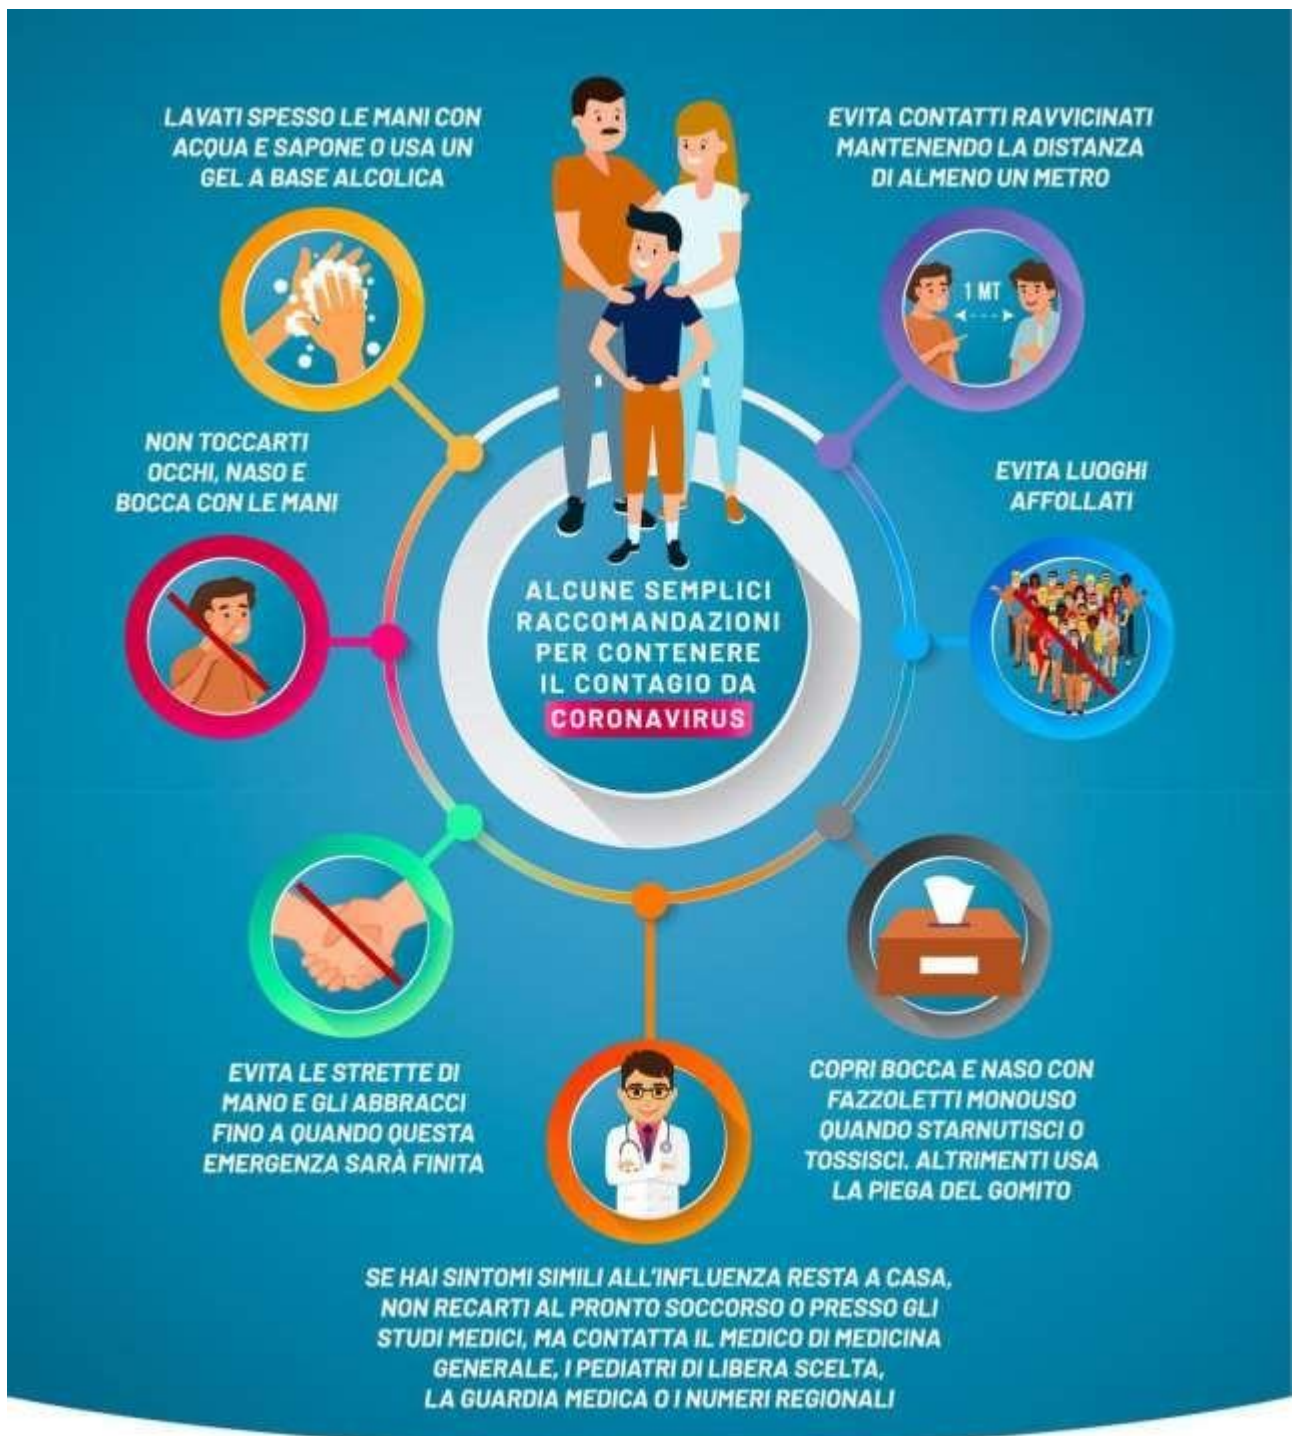 LAVATI SPESSO LE MANI CON
ACQUA E SAPONE O USA UN
GEL A BASE ALCOLICA
EVITA CONTATTI RAVVICINATI
MANTENENDO LA DISTANZA
DI ALMENO UN METRO
1 MT
NON TOCCARTI
OCCHI, NASO E
BOCCA CON LE MANI
EVITA LUOGHI
AFFOLLATI
ALCUNE SEMPLICI
RACCOMANDAZIONI
PER CONTENERE
IL CONTAGIO DA
CORONAVIRUS
EVITA LE STRETTE DI
MANO E GLI ABBRACCI
FINO A QUANDO QUESTA
EMERGENZA SARÀ FINITA
COPRI BOCCA E NASO CON
FAZZOLETTI MONOUSO
QUANDO STARNUTISCI O
TOSSISCI. ALTRIMENTI USA
LA PIEGA DEL GOMITO
SE HAI SINTOMI SIMILI ALL'INFLUENZA RESTA A CASA,
NON RECARTI AL PRONTO SOCCORSO O PRESSO GLI
STUDI MEDICI, MA CONTATTA IL MEDICO DI MEDICINA
GENERALE, I PEDIATRI DI LIBERA SCELTA,
LA GUARDIA MEDICA O I NUMERI REGIONALI